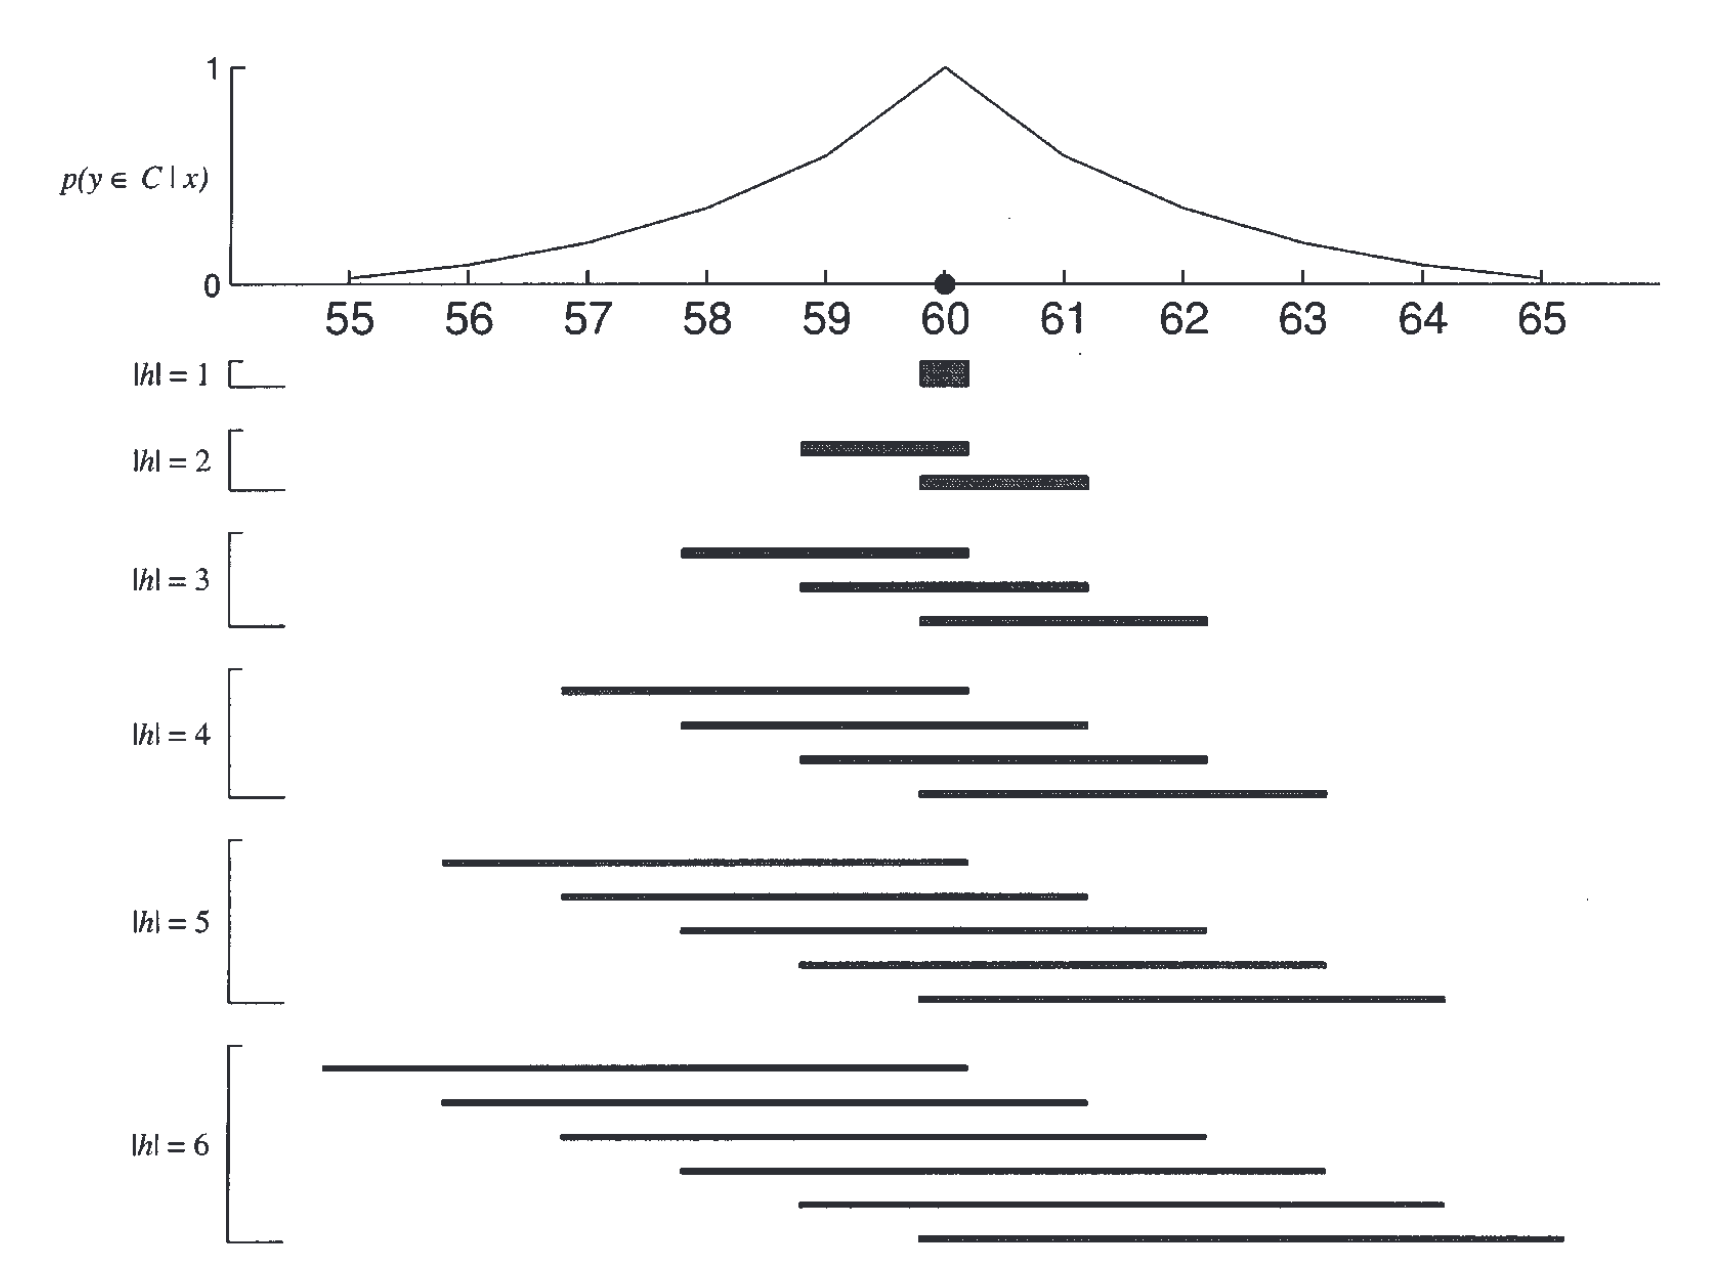 1
p(y ∈ C | x)
0
55 56 57 58 59 60 61 62 63 64 65
|h| = 1
|h| = 2
|h| = 3
|h| = 4
|h| = 5
|h| = 6